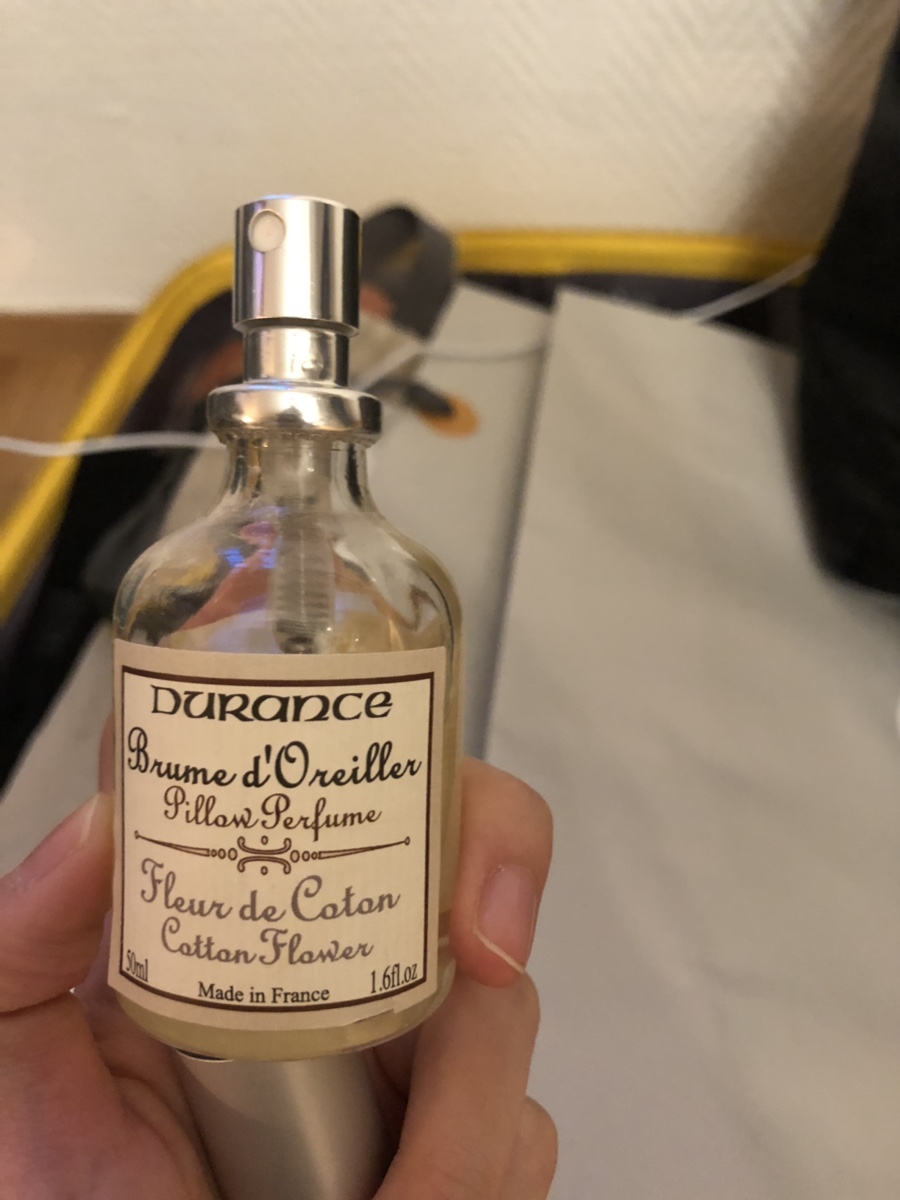 DURANCE
Brume d'Oreiller
Pillow Perfume
Fleur de Coton
Cotton Flower
50ml
Made in France
1.6fl.oz